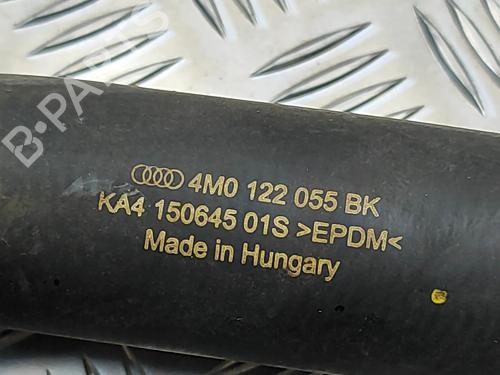 B-PARTS
4M0 122 055 BK
KA4 150645 01S >EPDM<
Made in Hungary